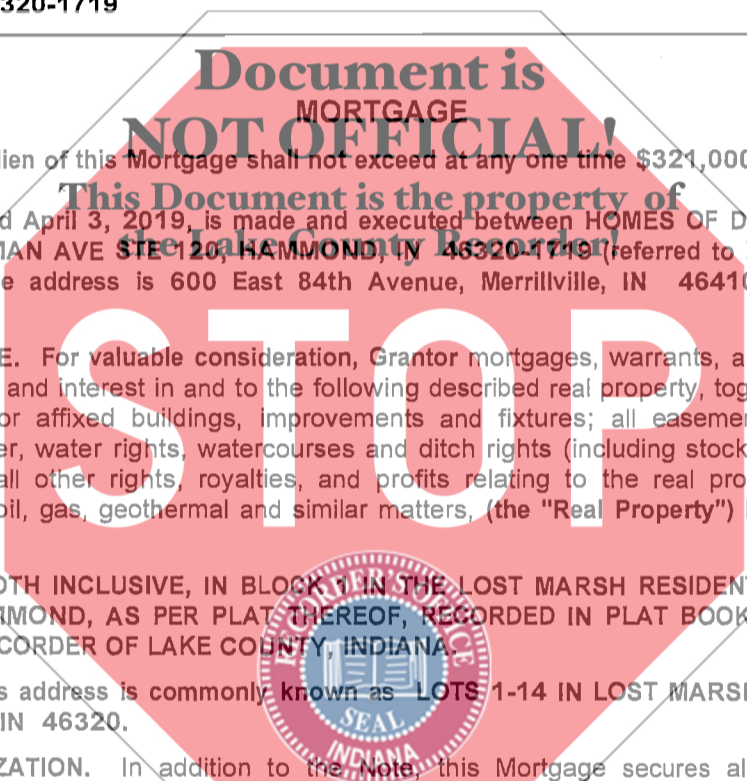 320-1719
Document is
MORTGAGE
NOT OFFICIAL!
lien of this Mortgage shall not exceed at any one time $321,000
This Document is the property of
d April 3, 2019, is made and executed between HOMES OF D
the Lake County Recorder!
MAN AVE STE 120, HAMMOND, IN 46320-1719 (referred to
e address is 600 East 84th Avenue, Merrillville, IN 46410
STOP
E. For valuable consideration, Grantor mortgages, warrants, a
and interest in and to the following described real property, tog
or affixed buildings, improvements and fixtures; all easemen
er, water rights, watercourses and ditch rights (including stock
all other rights, royalties, and profits relating to the real pro
oil, gas, geothermal and similar matters, (the "Real Property")
OTH INCLUSIVE, IN BLOCK 1 IN THE LOST MARSH RESIDENT
MMOND, AS PER PLAT THEREOF, RECORDED IN PLAT BOOK
CORDER OF LAKE COUNTY, INDIANA.
RECORDER'S OFFICE
s address is commonly known as LOTS 1-14 IN LOST MARSH
IN 46320.
SEAL
INDIANA
ZATION. In addition to the Note, this Mortgage secures al